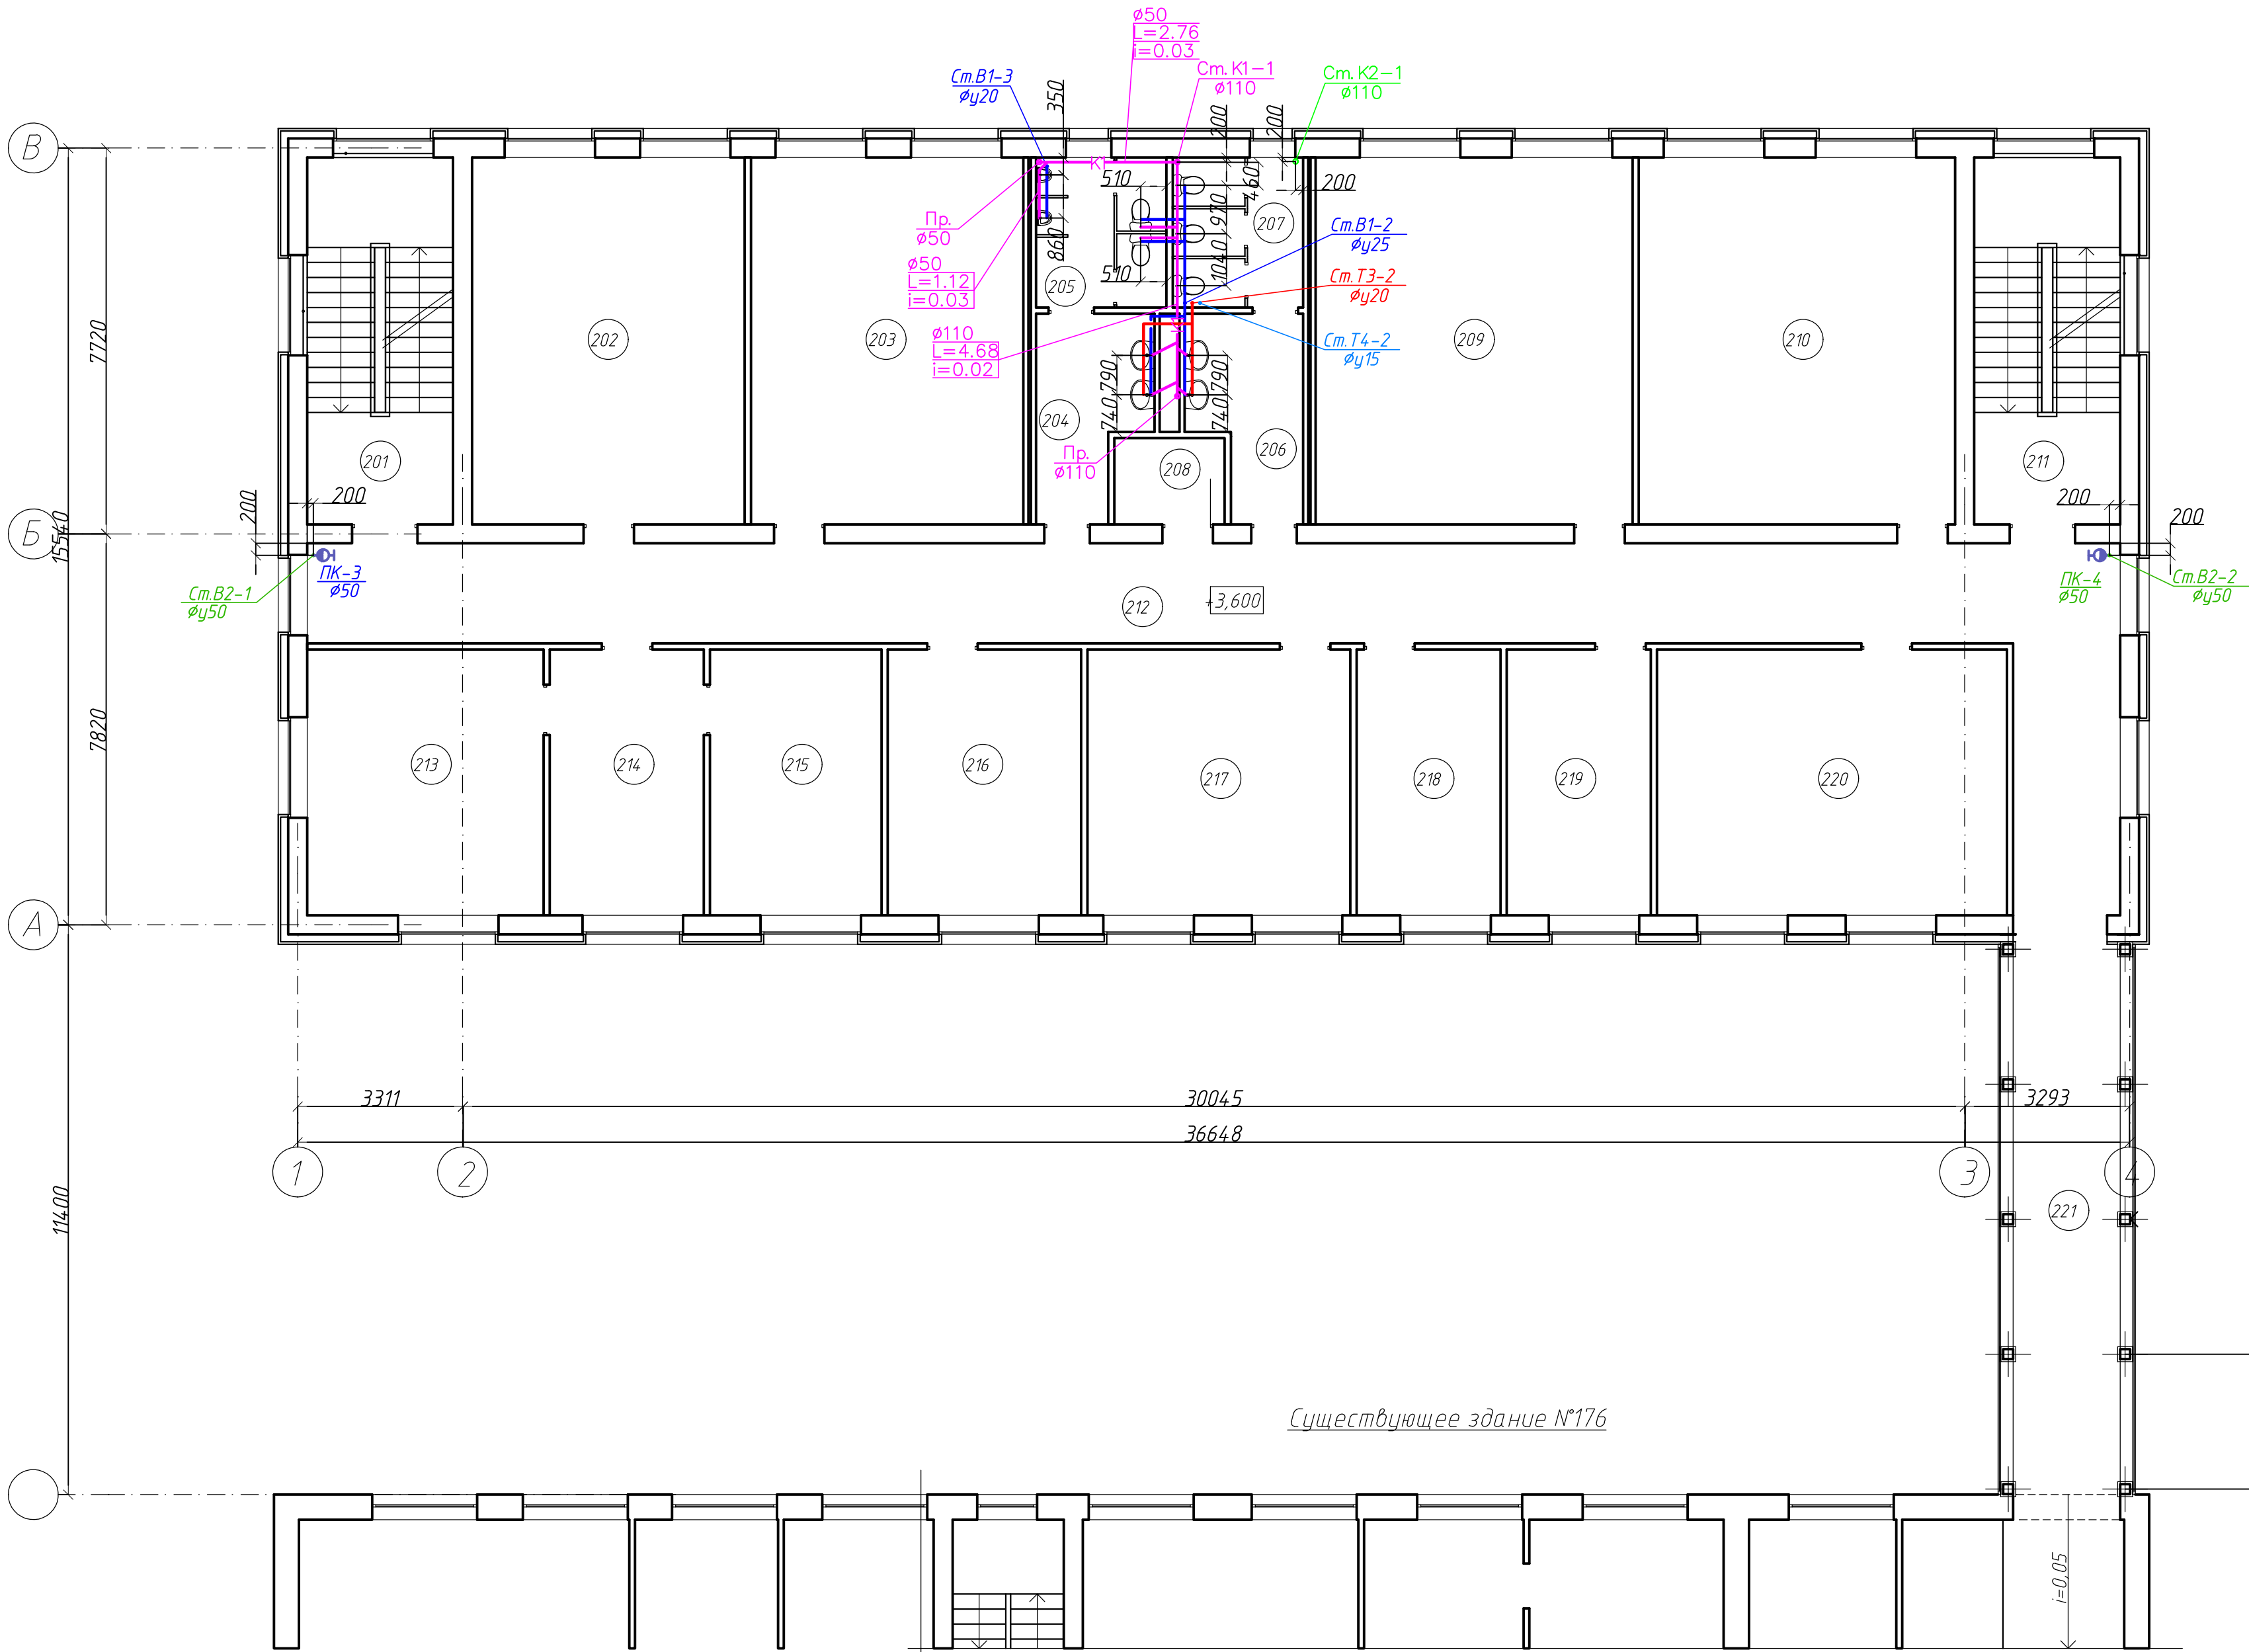 ø50
L=2.76
i=0.03
Ст.В1-3
øу20
350
Ст.К1-1
ø110
Ст.К2-1
ø110
200
200
В
К1
510
460
200
Пр.
ø50
970
207
Ст.В1-2
øу25
860
ø50
L=1.12
i=0.03
510
1040
205
Ст.Т3-2
øу20
7720
202
203
ø110
L=4.68
i=0.02
Ст.Т4-2
øу15
209
210
790
790
740
740
204
201
Пр.
ø110
208
206
211
200
200
200
200
Б
15540
ПК-3
ø50
Ст.В2-1
øу50
ПК-4
ø50
Ст.В2-2
øу50
212
+3,600
7820
213
214
215
216
217
218
219
220
А
3311
30045
3293
36648
1
2
3
4
11400
221
Существующее здание №176
i=0,05